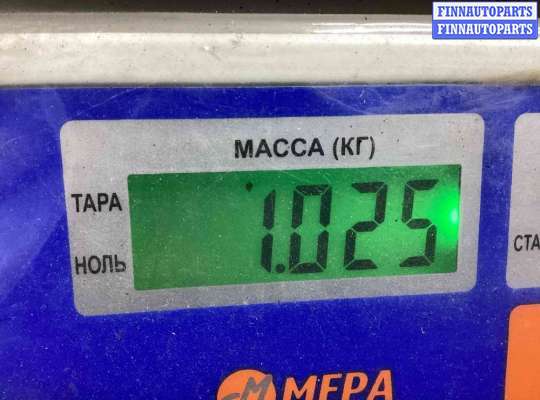 FINNAUTOPARTS
FINNAUTOPARTS
МАССА (КГ)
ТАРА
НОЛЬ
1.025
СТА
М МЕРА